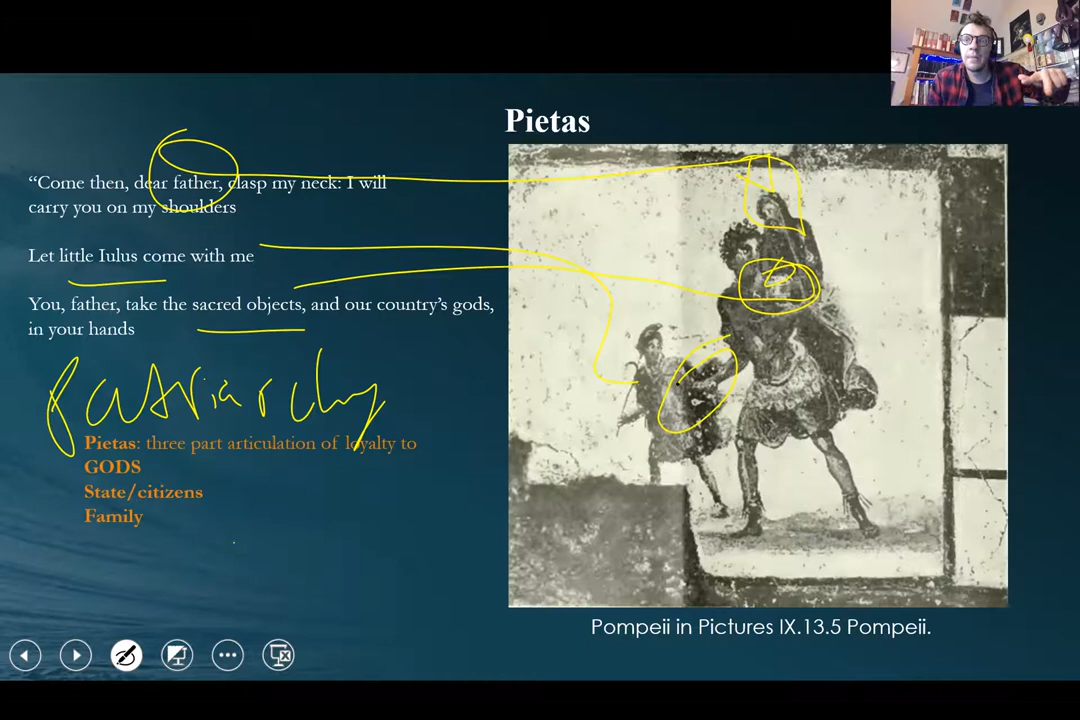 Pietas
“Come then, dear father, clasp my neck: I will
carry you on my shoulders
Let little Iulus come with me
You, father, take the sacred objects, and our country's gods,
in your hands
Patriarchy
Pietas: three part articulation of loyalty to
GODS
State/citizens
Family
Pompeii in Pictures IX.13.5 Pompeii.